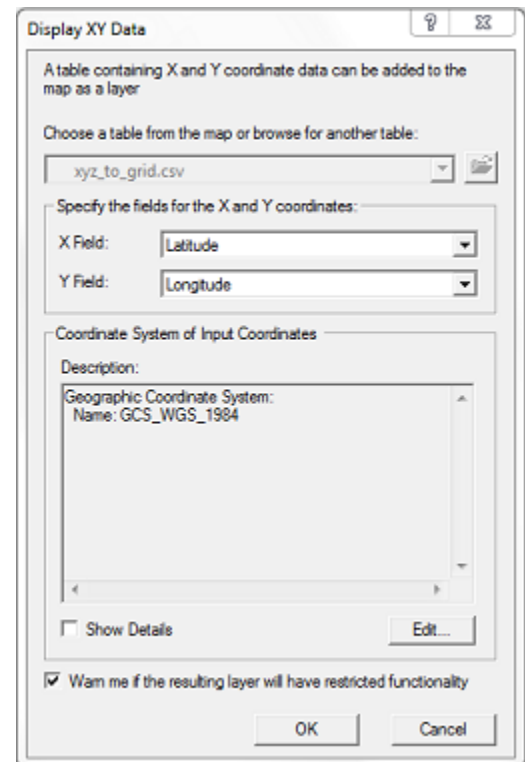 Display XY Data
A table containing X and Y coordinate data can be added to the
map as a layer
Choose a table from the map or browse for another table:
xyz_to_grid.csv
Specify the fields for the X and Y coordinates:
X Field:
Latitude
Y Field:
Longitude
Coordinate System of Input Coordinates
Description:
Geographic Coordinate System:
Name: GCS_WGS_1984
Show Details
Edit...
Warn me if the resulting layer will have restricted functionality
OK
Cancel